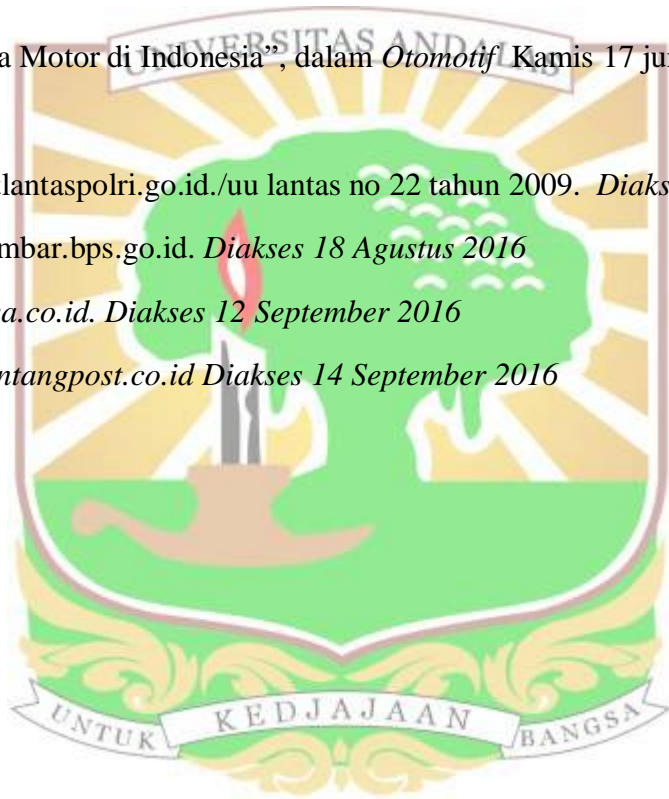 UNIVERSITAS ANDALAS
a Motor di Indonesia”, dalam Otomotif Kamis 17 ju
lantaspolri.go.id./uu lantas no 22 tahun 2009. Diaks
mbar.bps.go.id. Diakses 18 Agustus 2016
a.co.id. Diakses 12 September 2016
ntangpost.co.id Diakses 14 September 2016
UNTUK KEDJAJAAN BANGSA